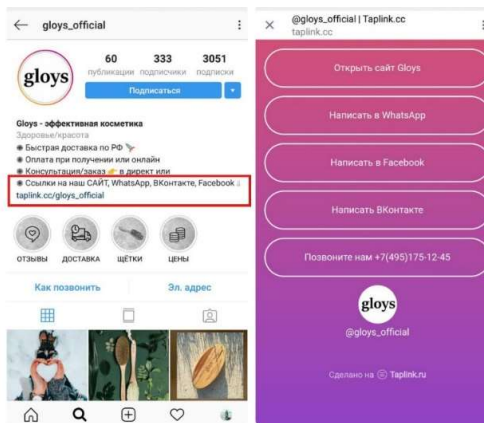 gloys_official
gloys
60
333
3051
публикации
подписчики
подписки
Подписаться
Gloys - эффективная косметика
Здоровье/красота
Быстрая доставка по РФ
Оплата при получении или онлайн
Консультация/заказ в директ или
Ссылки на наш САЙТ, WhatsApp, ВКонтакте, Facebook
taplink.cc/gloys_official
ОТЗЫВЫ
ДОСТАВКА
ЩЁТКИ
ЦЕНЫ
Как позвонить
Эл. адрес
@gloys_official | Taplink.cc
taplink.cc
Открыть сайт Gloys
Написать в WhatsApp
Написать в Facebook
Написать ВКонтакте
Позвоните нам +7(495)175-12-45
gloys
@gloys_official
Сделано на Taplink.ru